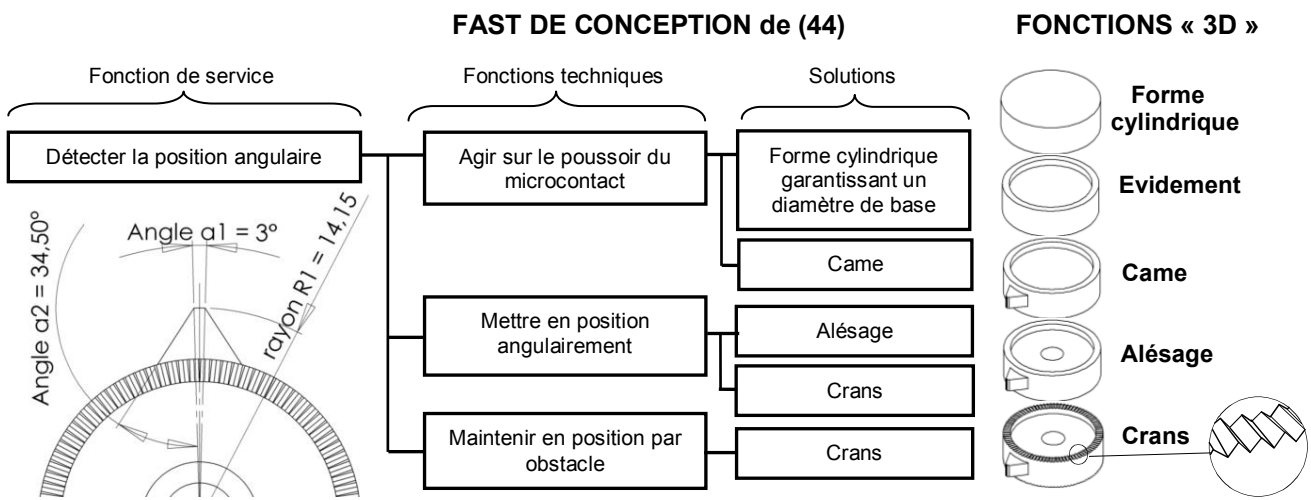 FAST DE CONCEPTION de (44)
FONCTIONS « 3D »
Fonction de service
Fonctions techniques
Solutions
Détecter la position angulaire
Agir sur le poussoir du
microcontact
Forme cylindrique
garantissant un
diamètre de base
Came
Mettre en position
angulairement
Alésage
Crans
Maintenir en position par
obstacle
Crans
Angle α1 = 3°
Angle α2 = 34,50°
rayon R1 = 14,15
Forme
cylindrique
Evidement
Came
Alésage
Crans